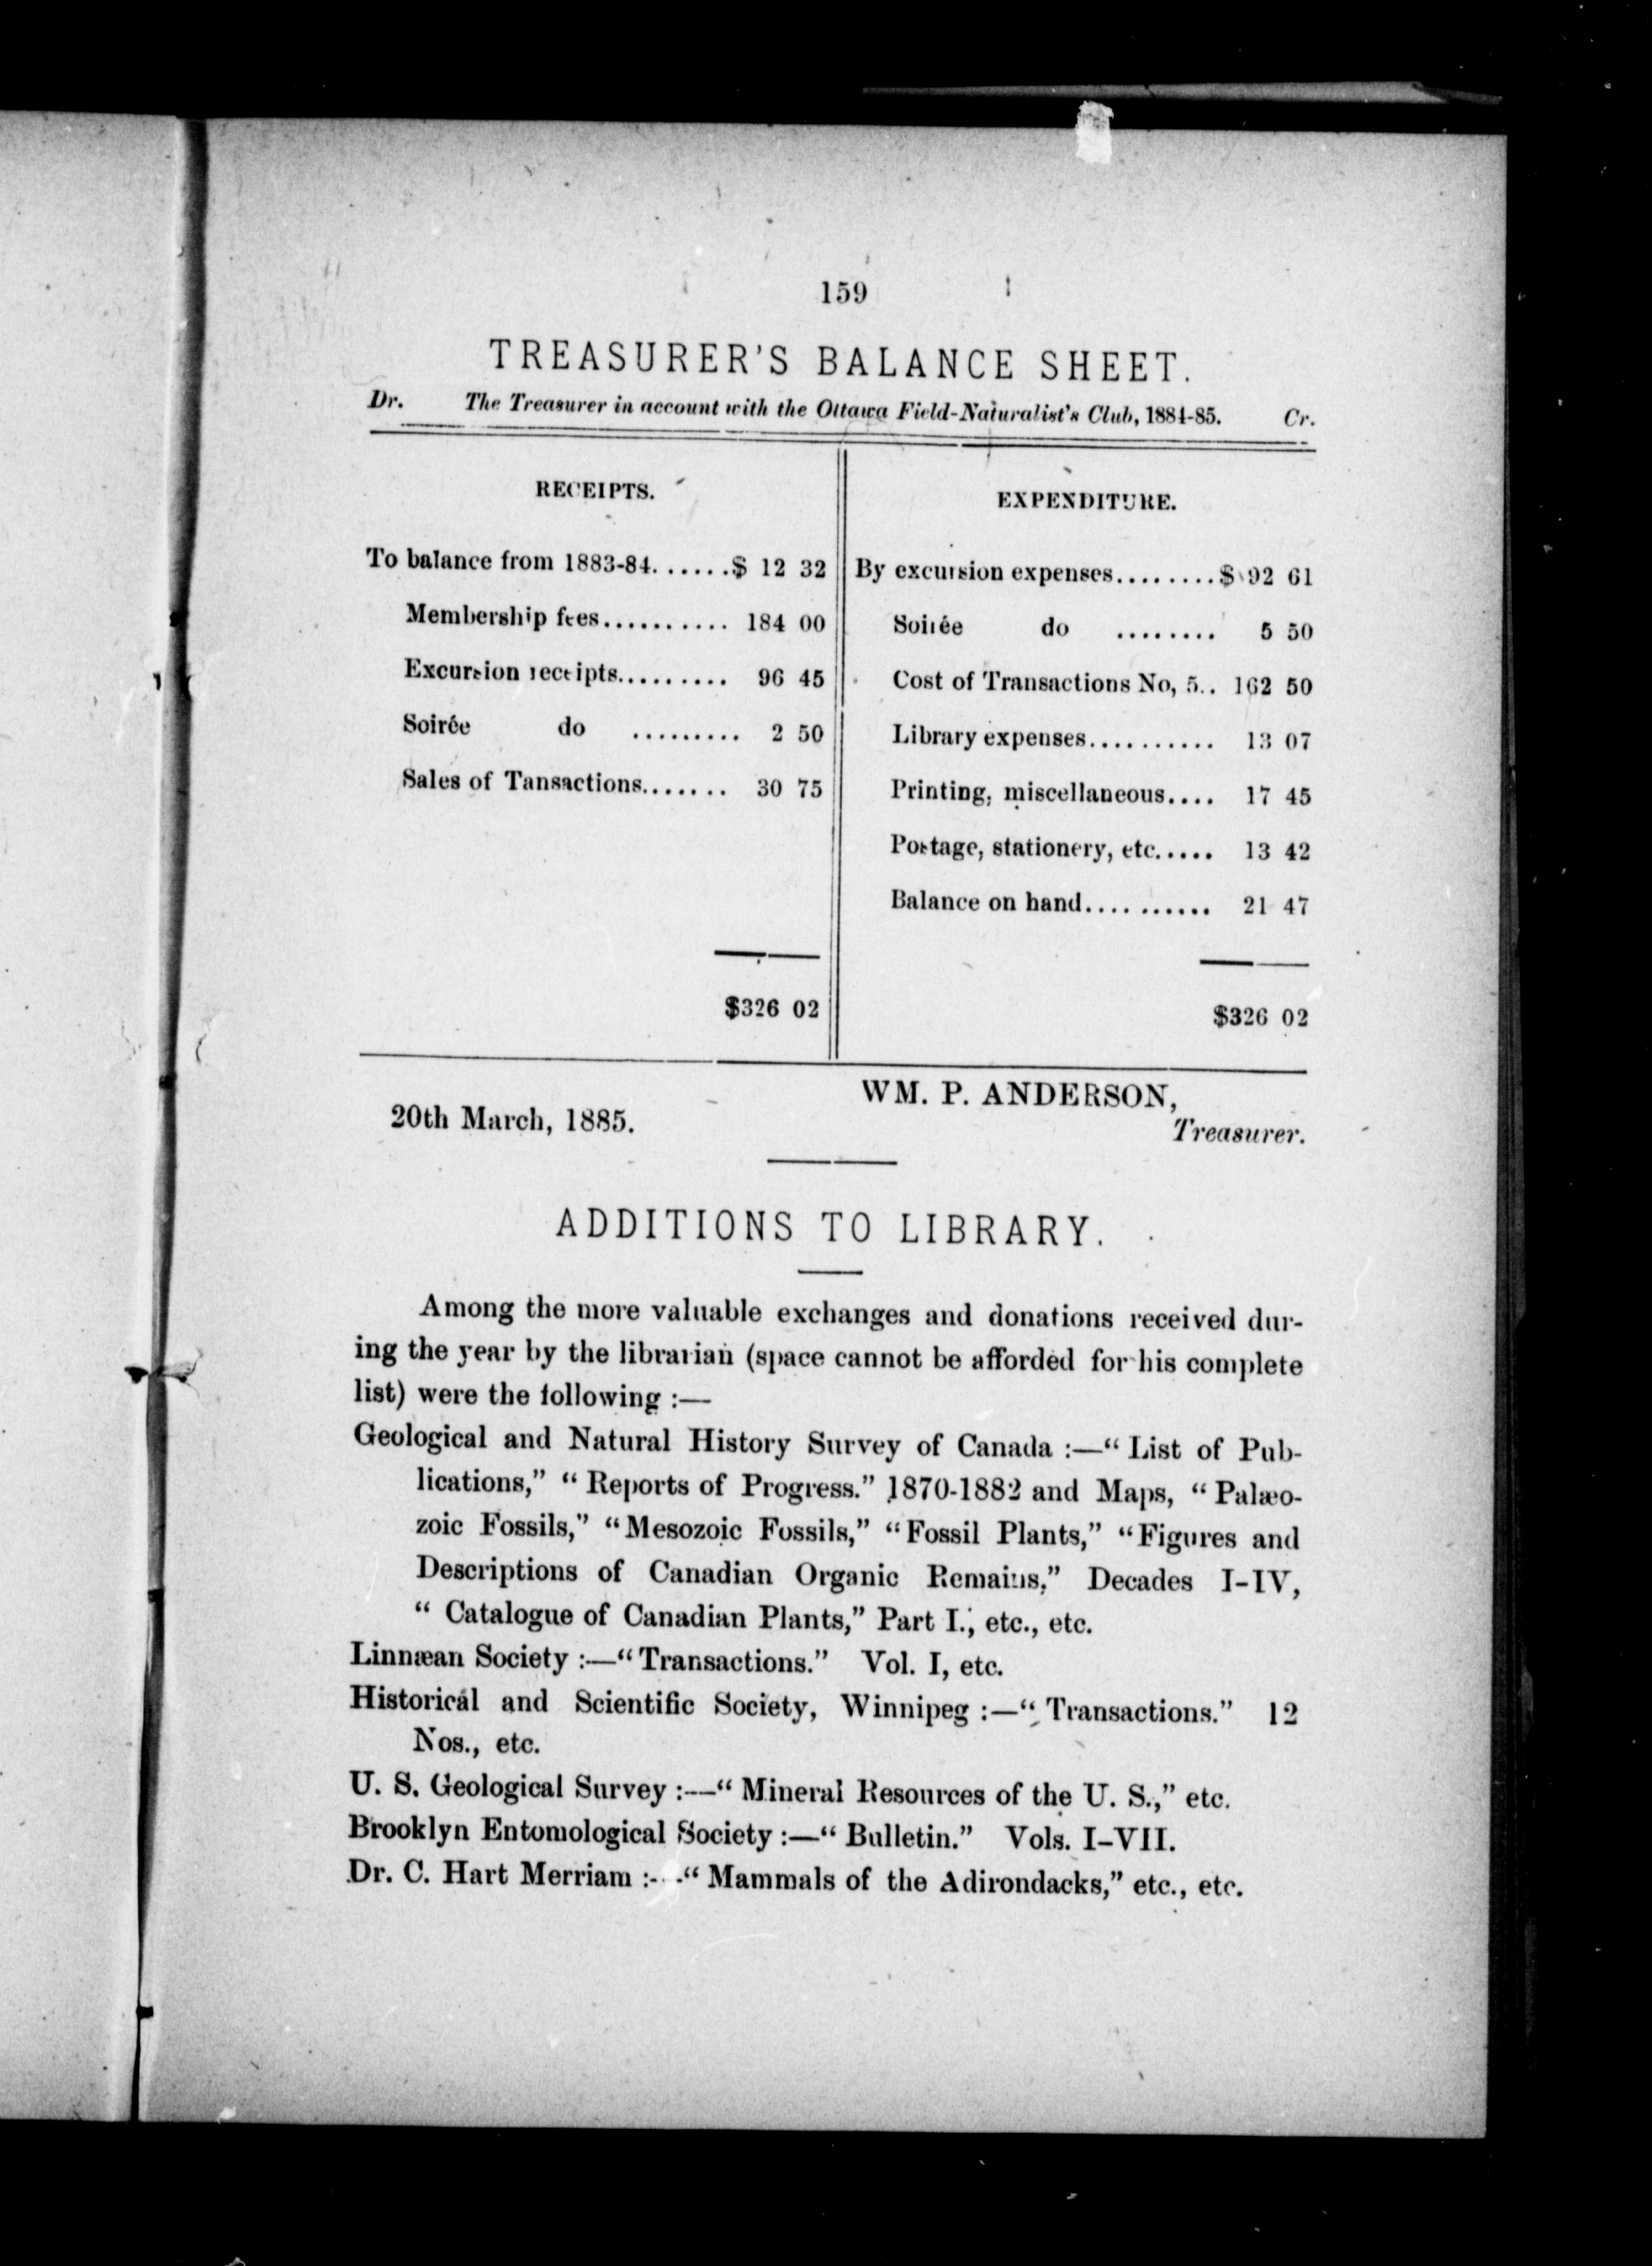 159
TREASURER'S BALANCE SHEET.
Dr. The Treasurer in account with the Ottawa Field-Naturalist's Club, 1884-85. Cr.
RECEIPTS.
To balance from 1883-84......$ 12 32
Membership fees........... 184 00
Excursion receipts......... 96 45
Soirée do ......... 2 50
Sales of Tansactions....... 30 75
$326 02
EXPENDITURE.
By excursion expenses........$ 92 61
Soirée do ........ 5 50
Cost of Transactions No, 5.. 162 50
Library expenses.......... 13 07
Printing, miscellaneous.... 17 45
Postage, stationery, etc..... 13 42
Balance on hand.......... 21 47
$326 02
20th March, 1885.
WM. P. ANDERSON,
Treasurer.
ADDITIONS TO LIBRARY.
Among the more valuable exchanges and donations received dur-
ing the year by the librarian (space cannot be afforded for his complete
list) were the following :—
Geological and Natural History Survey of Canada :—“ List of Pub-
lications,” “ Reports of Progress.” 1870-1882 and Maps, “ Palæo-
zoic Fossils,” “Mesozoic Fossils,” “Fossil Plants,” “Figures and
Descriptions of Canadian Organic Remains,” Decades I-IV,
“ Catalogue of Canadian Plants,” Part I., etc., etc.
Linnæan Society :—“Transactions.” Vol. I, etc.
Historical and Scientific Society, Winnipeg :—“ Transactions.” 12
Nos., etc.
U. S. Geological Survey :—“ Mineral Resources of the U. S.,” etc.
Brooklyn Entomological Society :—“ Bulletin.” Vols. I-VII.
Dr. C. Hart Merriam :—“ Mammals of the Adirondacks,” etc., etc.